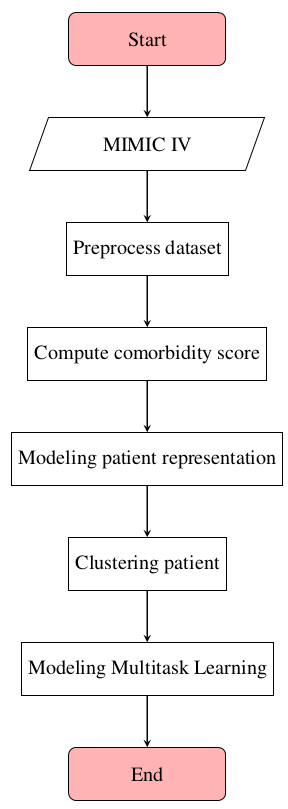 Start
MIMIC IV
Preprocess dataset
Compute comorbidity score
Modeling patient representation
Clustering patient
Modeling Multitask Learning
End